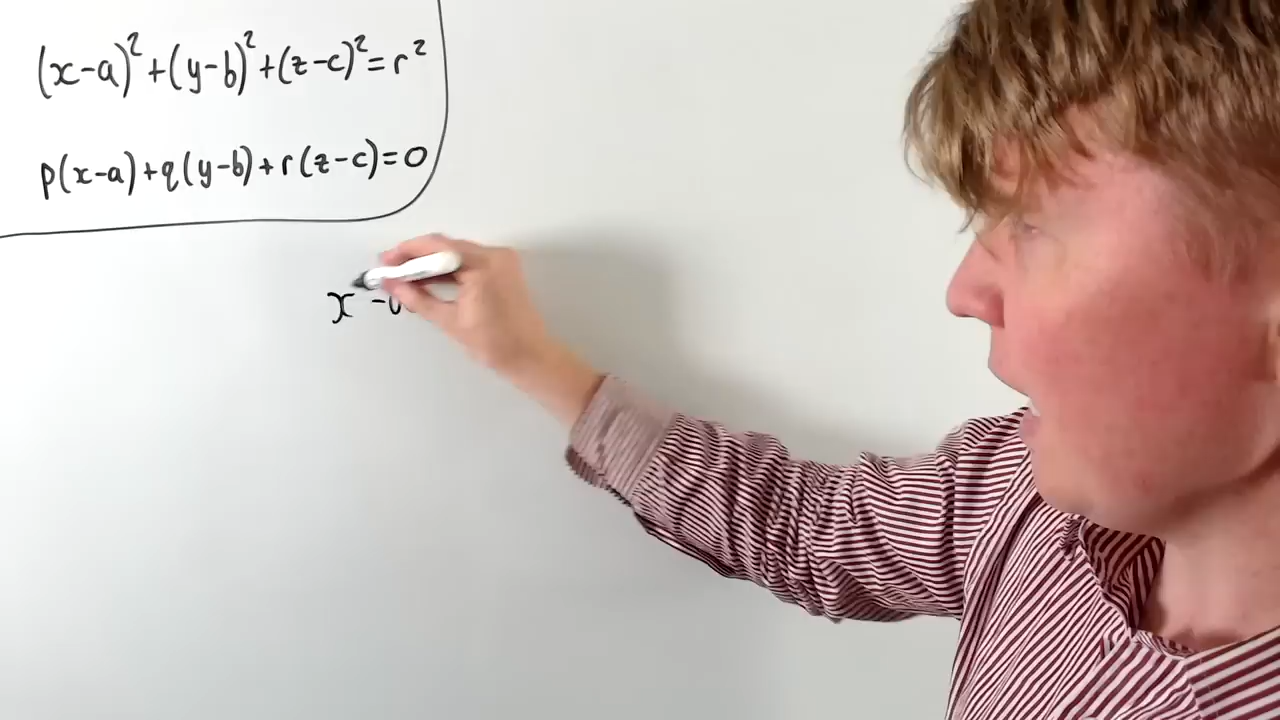 (x-a)²+(y-b)²+(z-c)²=r²
p(x-a)+q(y-b)+r(z-c)=0
x -